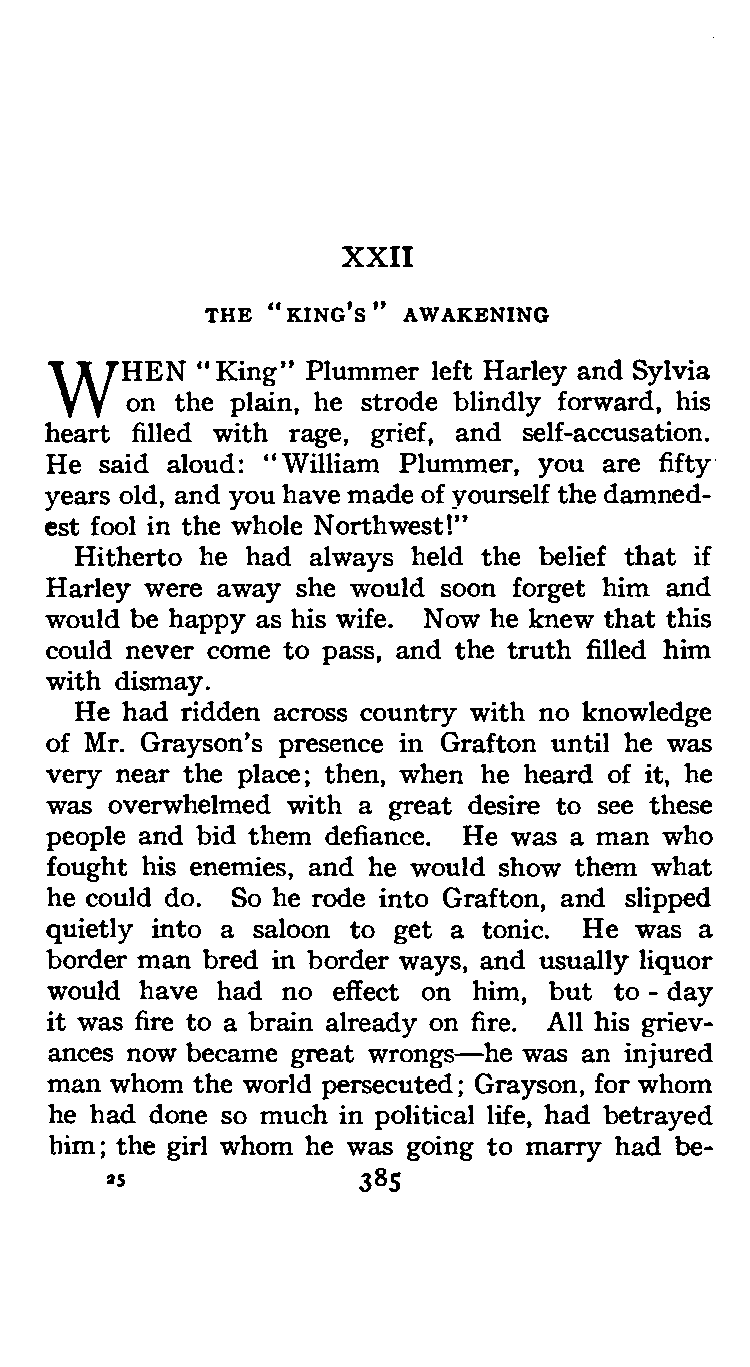 XXII
THE "KING'S" AWAKENING
WHEN "King" Plummer left Harley and Sylvia
on the plain, he strode blindly forward, his
heart filled with rage, grief, and self-accusation.
He said aloud: "William Plummer, you are fifty
years old, and you have made of yourself the damned-
est fool in the whole Northwest!"
Hitherto he had always held the belief that if
Harley were away she would soon forget him and
would be happy as his wife. Now he knew that this
could never come to pass, and the truth filled him
with dismay.
He had ridden across country with no knowledge
of Mr. Grayson's presence in Grafton until he was
very near the place; then, when he heard of it, he
was overwhelmed with a great desire to see these
people and bid them defiance. He was a man who
fought his enemies, and he would show them what
he could do. So he rode into Grafton, and slipped
quietly into a saloon to get a tonic. He was a
border man bred in border ways, and usually liquor
would have had no effect on him, but to-day
it was fire to a brain already on fire. All his griev-
ances now became great wrongs—he was an injured
man whom the world persecuted; Grayson, for whom
he had done so much in political life, had betrayed
him; the girl whom he was going to marry had be-
25 385